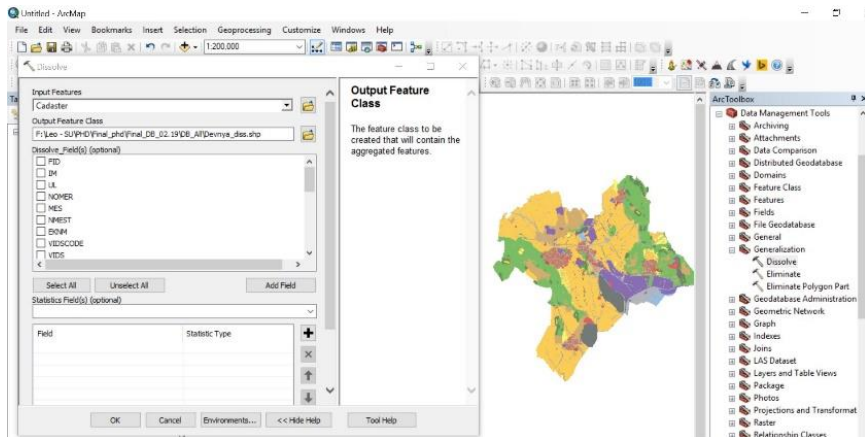 Untitled - ArcMap
File Edit View Bookmarks Insert Selection Geoprocessing Customize Windows Help
1:200.000
Dissolve
Input Features
Cadaster
Output Feature Class
F:\Leo - SU\PHD\Final_phd\Final_DB_02.19\DB_All\Devnya_diss.shp
Dissolve_Field(s) (optional)
FID
IM
UL
NOMER
MES
NMEST
EKNM
VIDSCODE
VIDS
Select All Unselect All Add Field
Statistics Field(s) (optional)
Field Statistic Type
OK Cancel Environments... << Hide Help Tool Help
Output Feature
Class
The feature class to be
created that will contain the
aggregated features.
ArcToolbox
Data Management Tools
Archiving
Attachments
Data Comparison
Distributed Geodatabase
Domains
Feature Class
Features
Fields
File Geodatabase
General
Generalization
Dissolve
Eliminate
Eliminate Polygon Part
Geodatabase Administration
Geometric Network
Graph
Indexes
Joins
LAS Dataset
Layers and Table Views
Package
Photos
Projections and Transformat
Raster
Relationship Classes